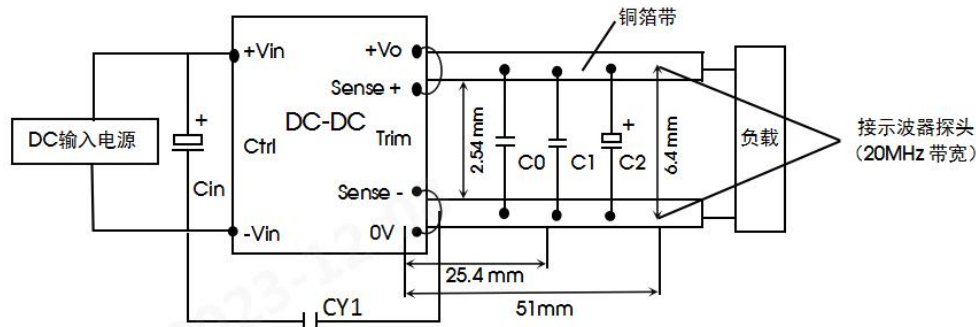 铜箔带
+Vin
+Vo
Sense +
DC-DC
DC输入电源
+
Ctrl
Trim
2.54 mm
C0
C1
+
C2
6.4 mm
负载
接示波器探头
（20MHz 带宽）
Cin
Sense -
-Vin
0V
25.4 mm
51mm
CY1